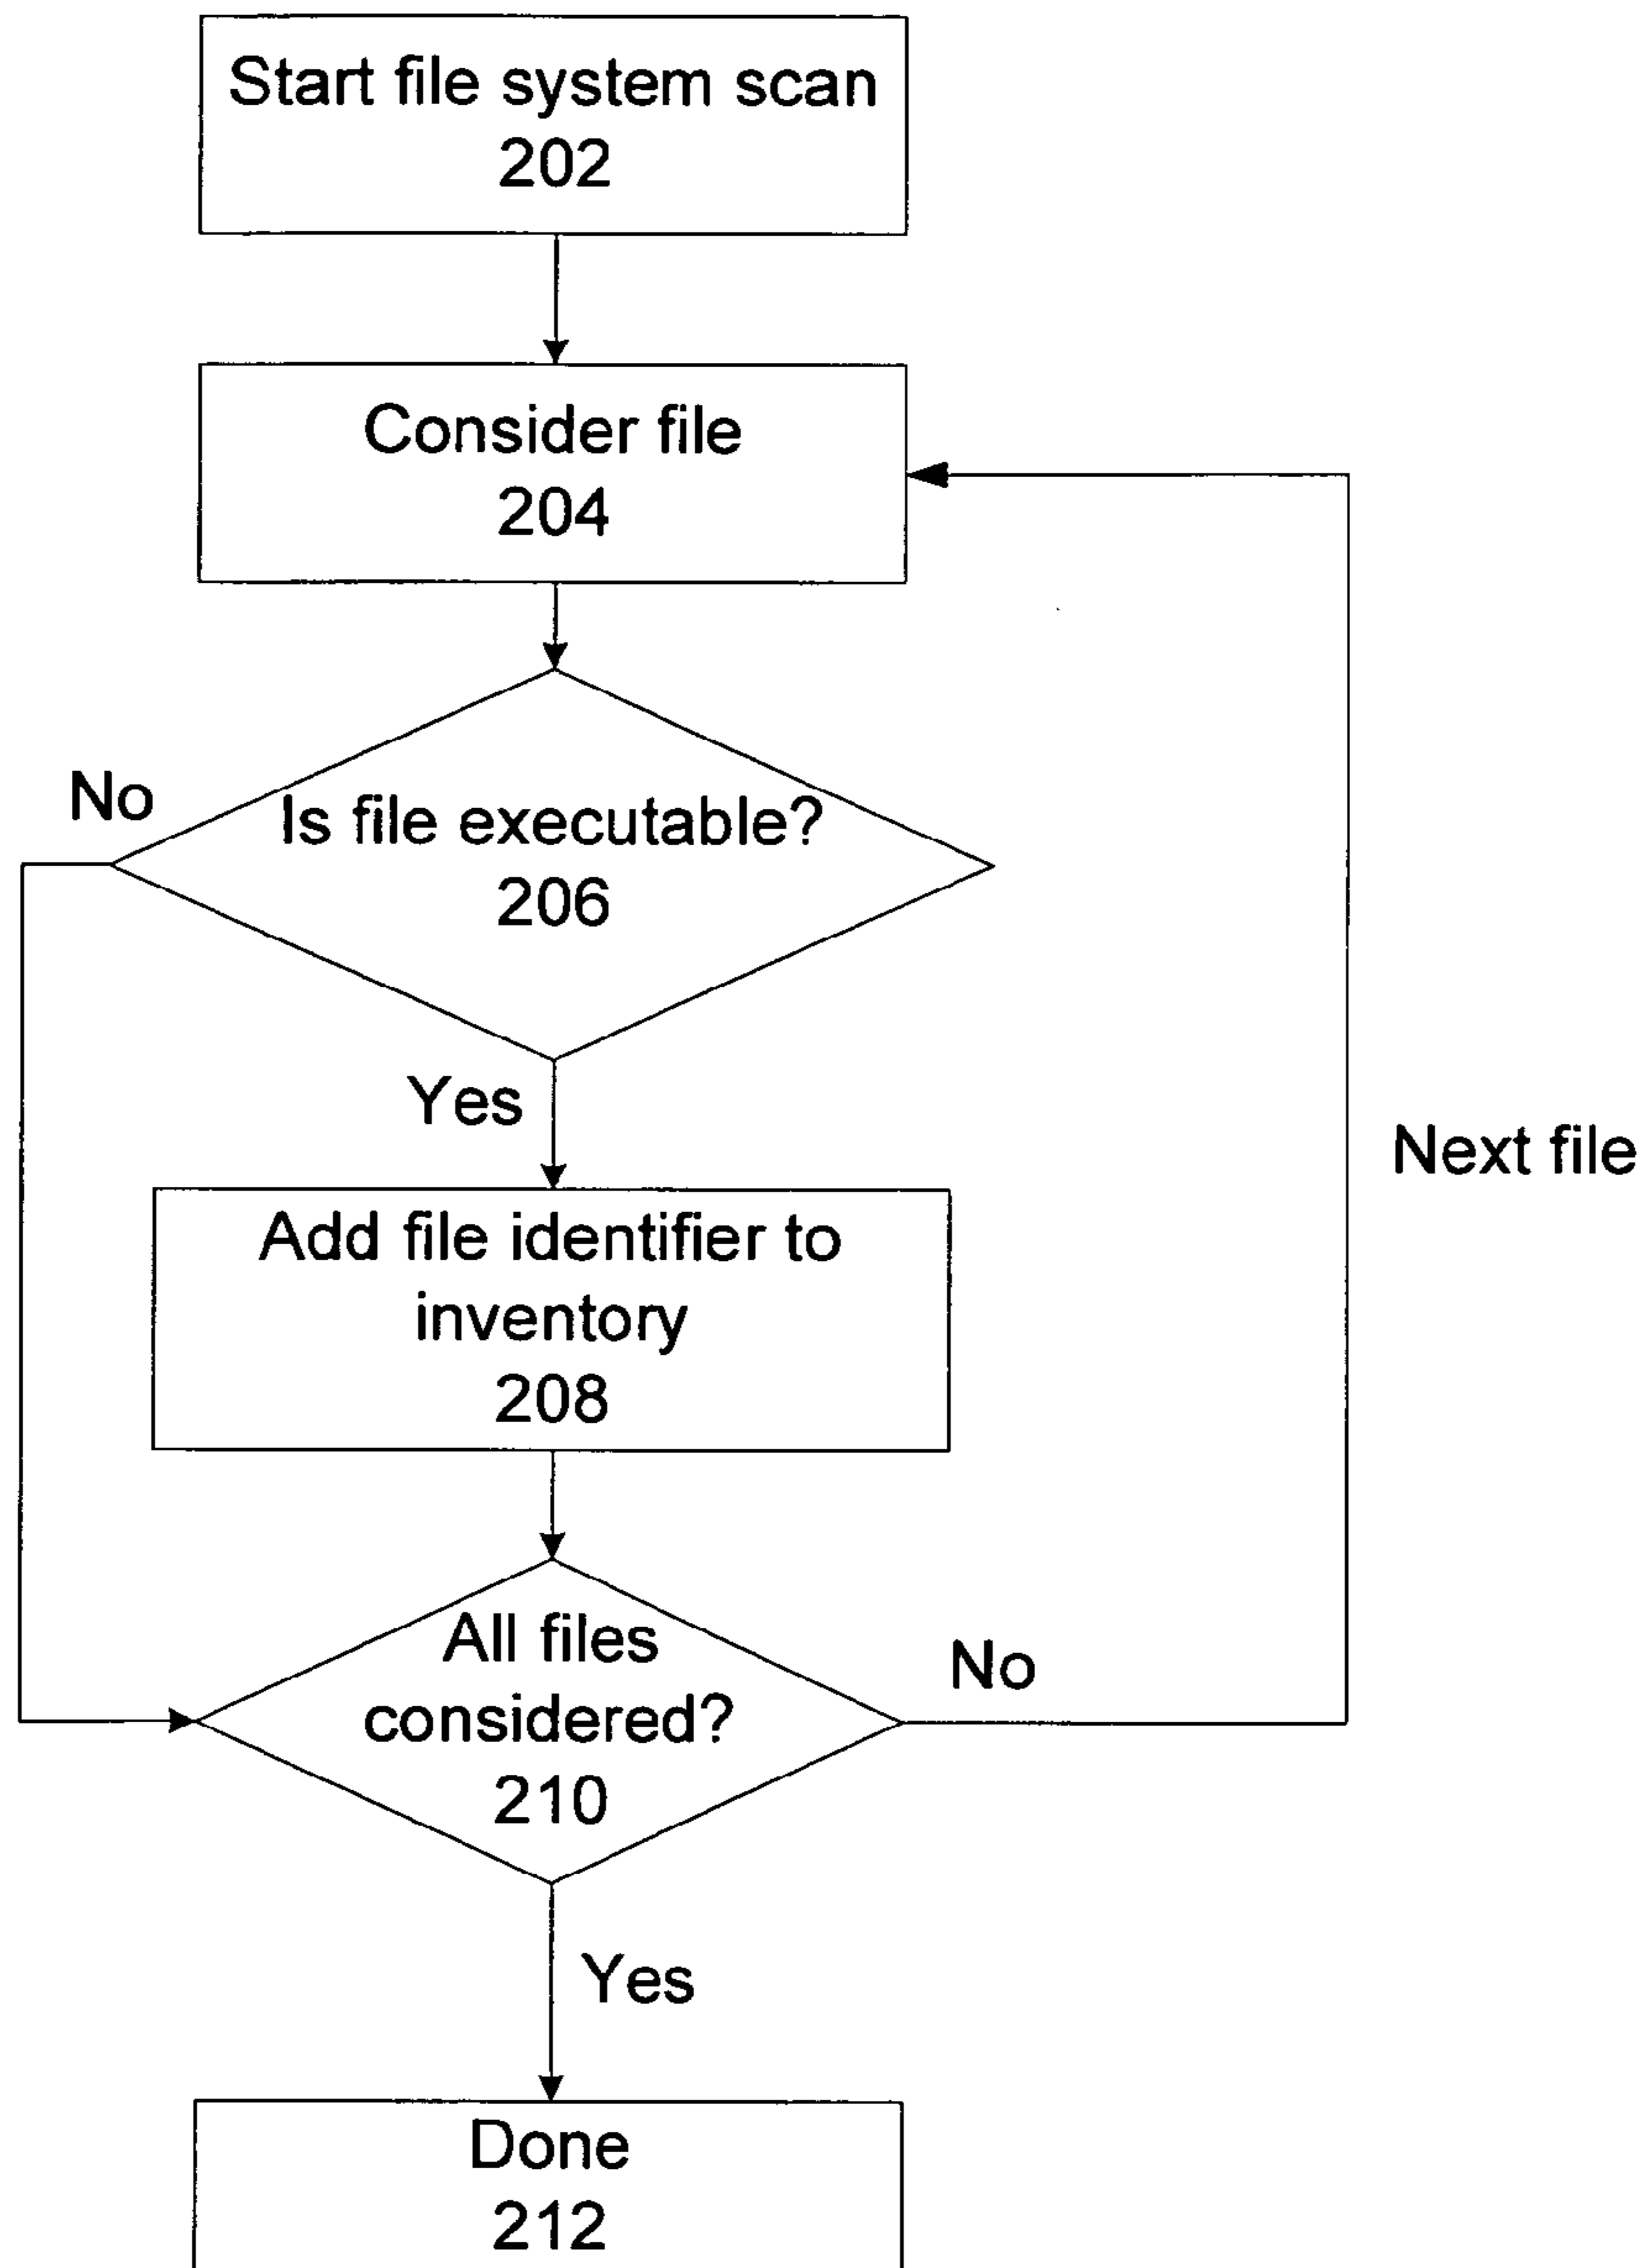 Start file system scan
202
Consider file
204
No
Is file executable?
206
Yes
Next file
Add file identifier to
inventory
208
All files
considered?
210
No
Yes
Done
212